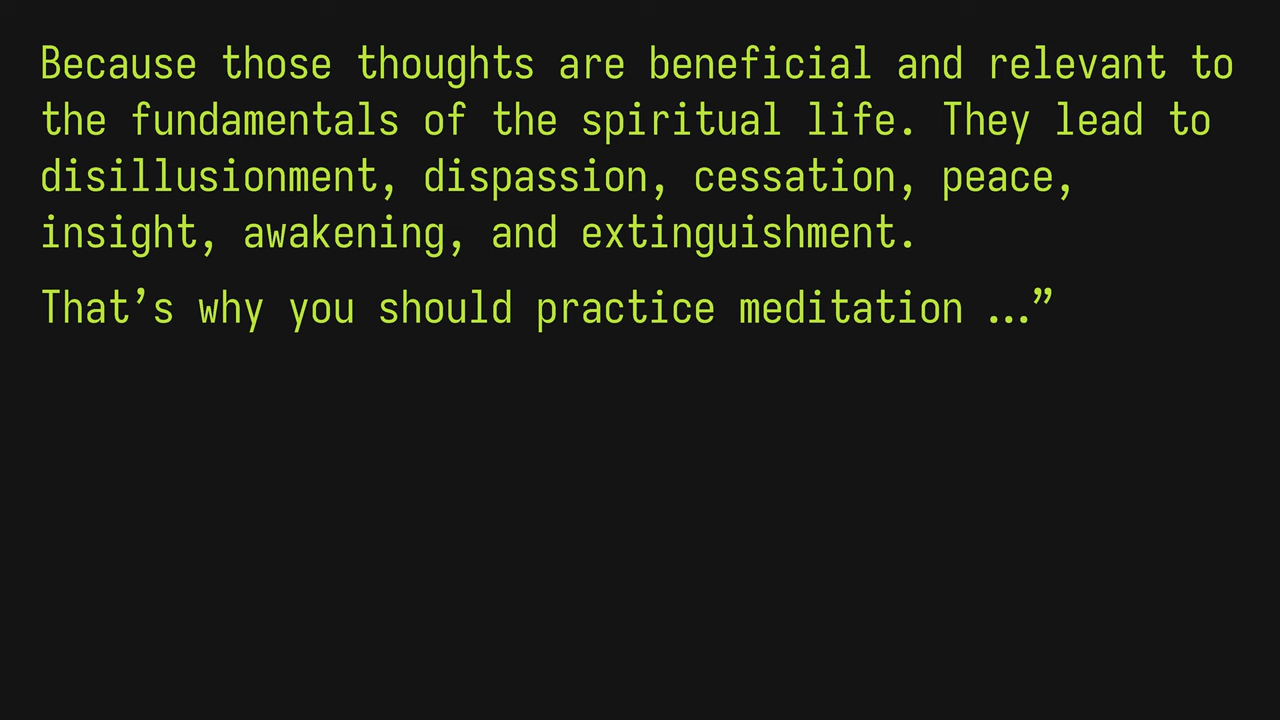 Because those thoughts are beneficial and relevant to
the fundamentals of the spiritual life. They lead to
disillusionment, dispassion, cessation, peace,
insight, awakening, and extinguishment.
That’s why you should practice meditation …”